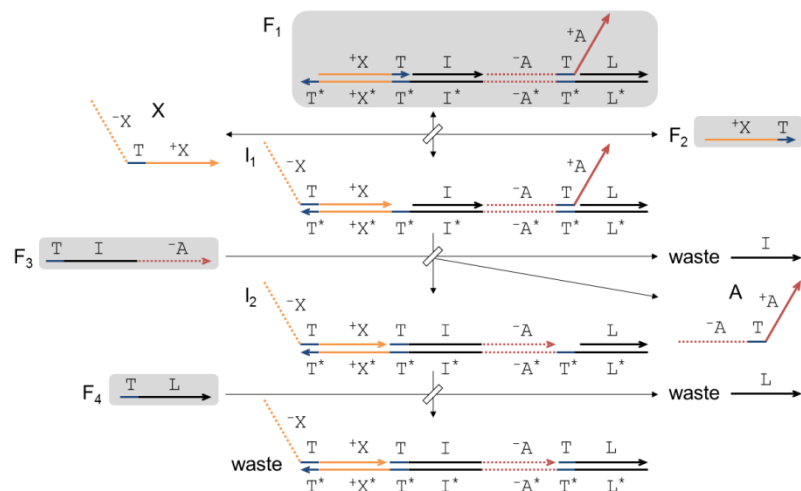 F1
+A
+X T I -A T L
T* +X* T* I* -A* T* L*
X
-X
T +X
F2
+X T
I1
-X
+A
T +X I -A T L
T* +X* T* I* -A* T* L*
F3
T I -A
waste
I
I2
-X
A
+A
-A T
T +X T I -A L
T* +X* T* I* -A* T* L*
F4
T L
waste
L
-X
waste
T +X T I -A T L
T* +X* T* I* -A* T* L*